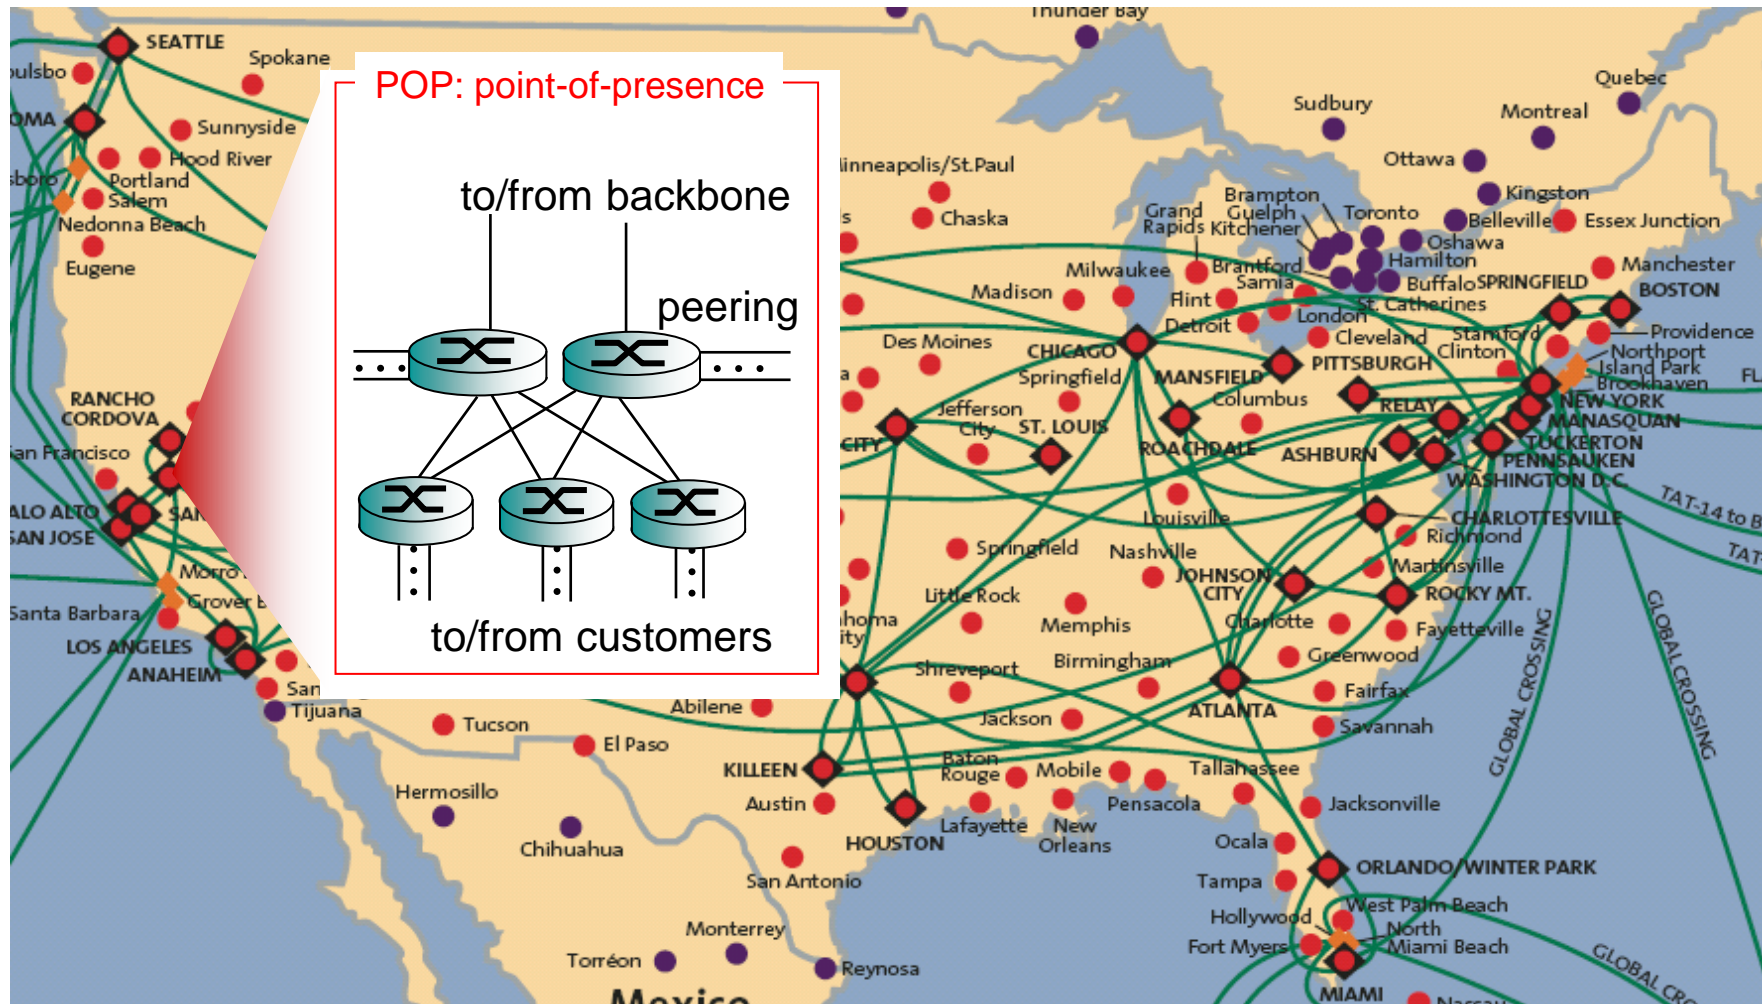 Thunder Bay
SEATTLE
Spokane
POP: point-of-presence
Quebec
Sudbury
Montreal
Sunnyside
Hood River
Portland
Salem
Nedonna Beach
Eugene
to/from backbone
peering
to/from customers
Ottawa
Kingston
Brampton
Guelph
Kitchener
Toronto
Belleville
Essex Junction
Oshawa
Hamilton
Grand
Rapids
Chaska
Milwaukee
Brantford
Buffalo
SPRINGFIELD
Manchester
BOSTON
Madison
Flint
St. Catherines
London
Detroit
Cleveland
Stamford
Providence
Des Moines
CHICAGO
Clinton
Northport
Island Park
Brookhaven
Springfield
MANSFIELD
PITTSBURGH
Columbus
RELAY
NEW YORK
MANASQUAN
TUCKERTON
PENNSAUKEN
WASHINGTON D.C.
RANCHO
CORDOVA
Jefferson
City
ST. LOUIS
CITY
ROACHDALE
ASHBURN
SAN JOSE
Louisville
CHARLOTTESVILLE
Richmond
TAT-14 to B
TAT-
Springfield
Nashville
JOHNSON
CITY
Martinsville
ROCKY MT.
Santa Barbara
LOS ANGELES
ANAHEIM
Little Rock
Memphis
Charlotte
Fayetteville
Shreveport
Birmingham
Greenwood
GLOBAL CROSSING
GLOBAL CROSSING
Fairfax
Tijuana
Tucson
Abilene
Jackson
ATLANTA
Savannah
El Paso
KILLEEN
Baton
Rouge
Mobile
Tallahassee
Hermosillo
Austin
Pensacola
Jacksonville
Chihuahua
HOUSTON
Lafayette
New
Orleans
Ocala
San Antonio
ORLANDO/WINTER PARK
Tampa
West Palm Beach
Hollywood
North
Miami Beach
Fort Myers
Monterrey
Torréon
Reynosa
GLOBAL CRO
MIAMI
Nassau
Mexico